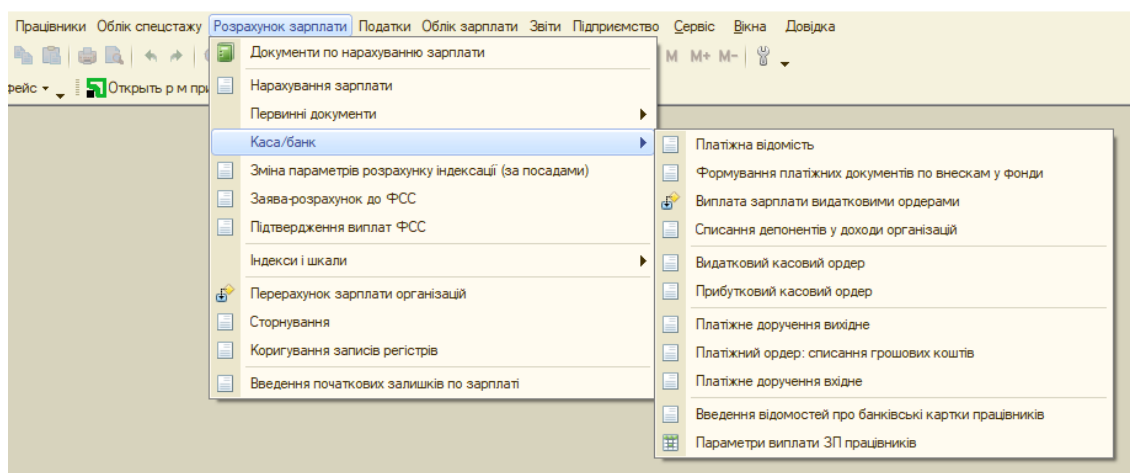 Працівники Облік спецстажу Розрахунок зарплати Податки Облік зарплати Звіти Підприємство Сервіс Вікна Довідка
M M+ M-
рейс Открыть р м при
Документи по нарахуванню зарплати
Нарахування зарплати
Первинні документи
Каса/банк
Зміна параметрів розрахунку індексації (за посадами)
Заява-розрахунок до ФСС
Підтвердження виплат ФСС
Індекси і шкали
Перерахунок зарплати організацій
Сторнування
Коригування записів регістрів
Введення початкових залишків по зарплаті
Платіжна відомість
Формування платіжних документів по внескам у фонди
Виплата зарплати видатковими ордерами
Списання депонентів у доходи організацій
Видатковий касовий ордер
Прибутковий касовий ордер
Платіжне доручення вихідне
Платіжний ордер: списання грошових коштів
Платіжне доручення вхідне
Введення відомостей про банківські картки працівників
Параметри виплати ЗП працівників